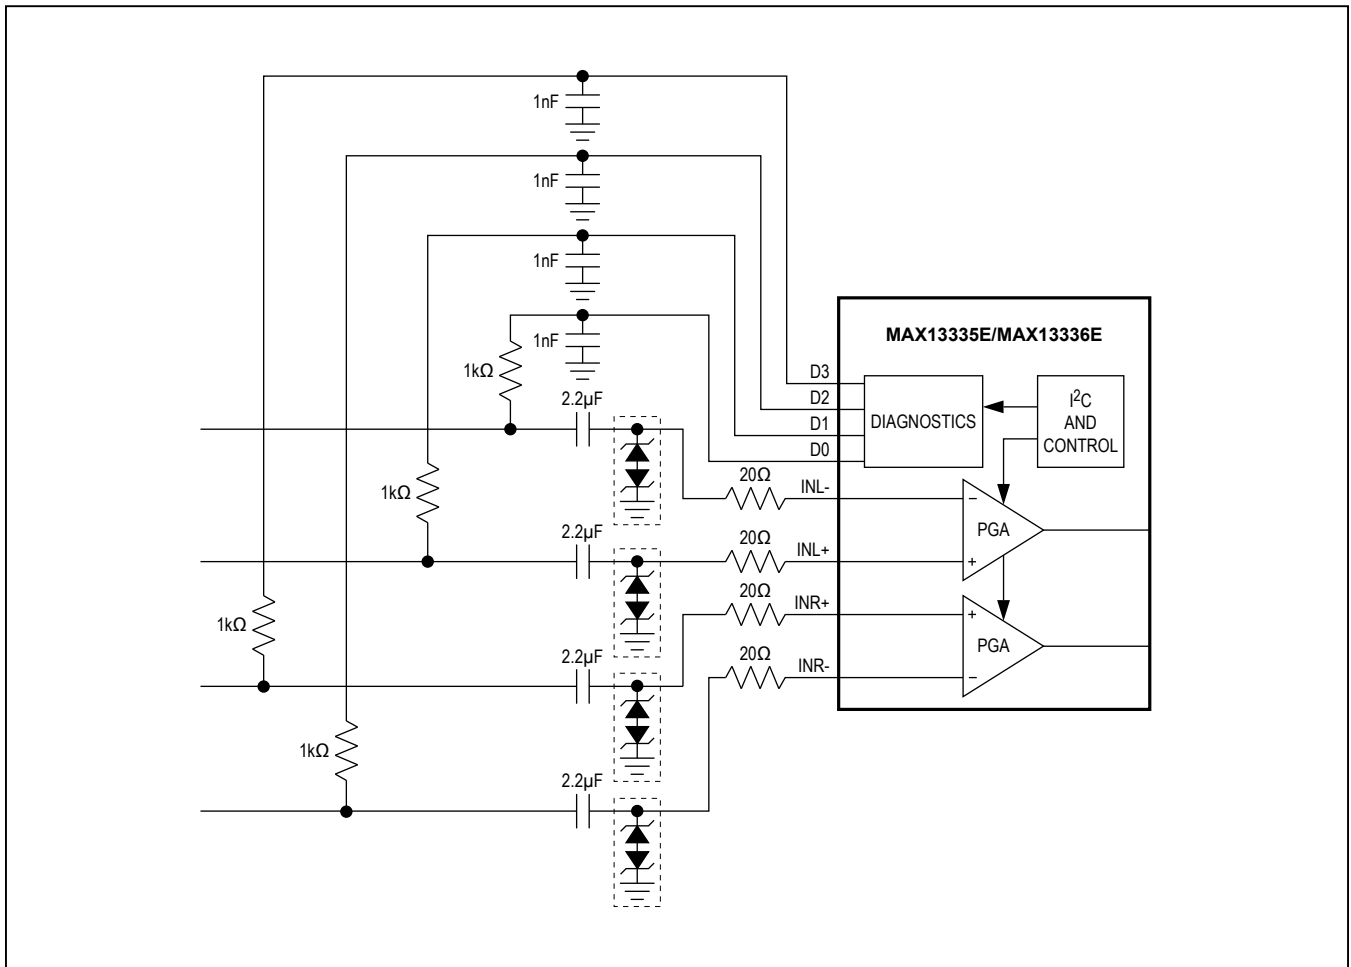 1nF
1nF
1nF
1nF
MAX13335E/MAX13336E
1kΩ
D3
D2
D1
D0
DIAGNOSTICS
I²C
AND
CONTROL
2.2µF
1kΩ
20Ω
INL-
−
PGA
2.2µF
20Ω
INL+
+
20Ω
INR+
+
1kΩ
PGA
2.2µF
20Ω
INR-
−
1kΩ
2.2µF